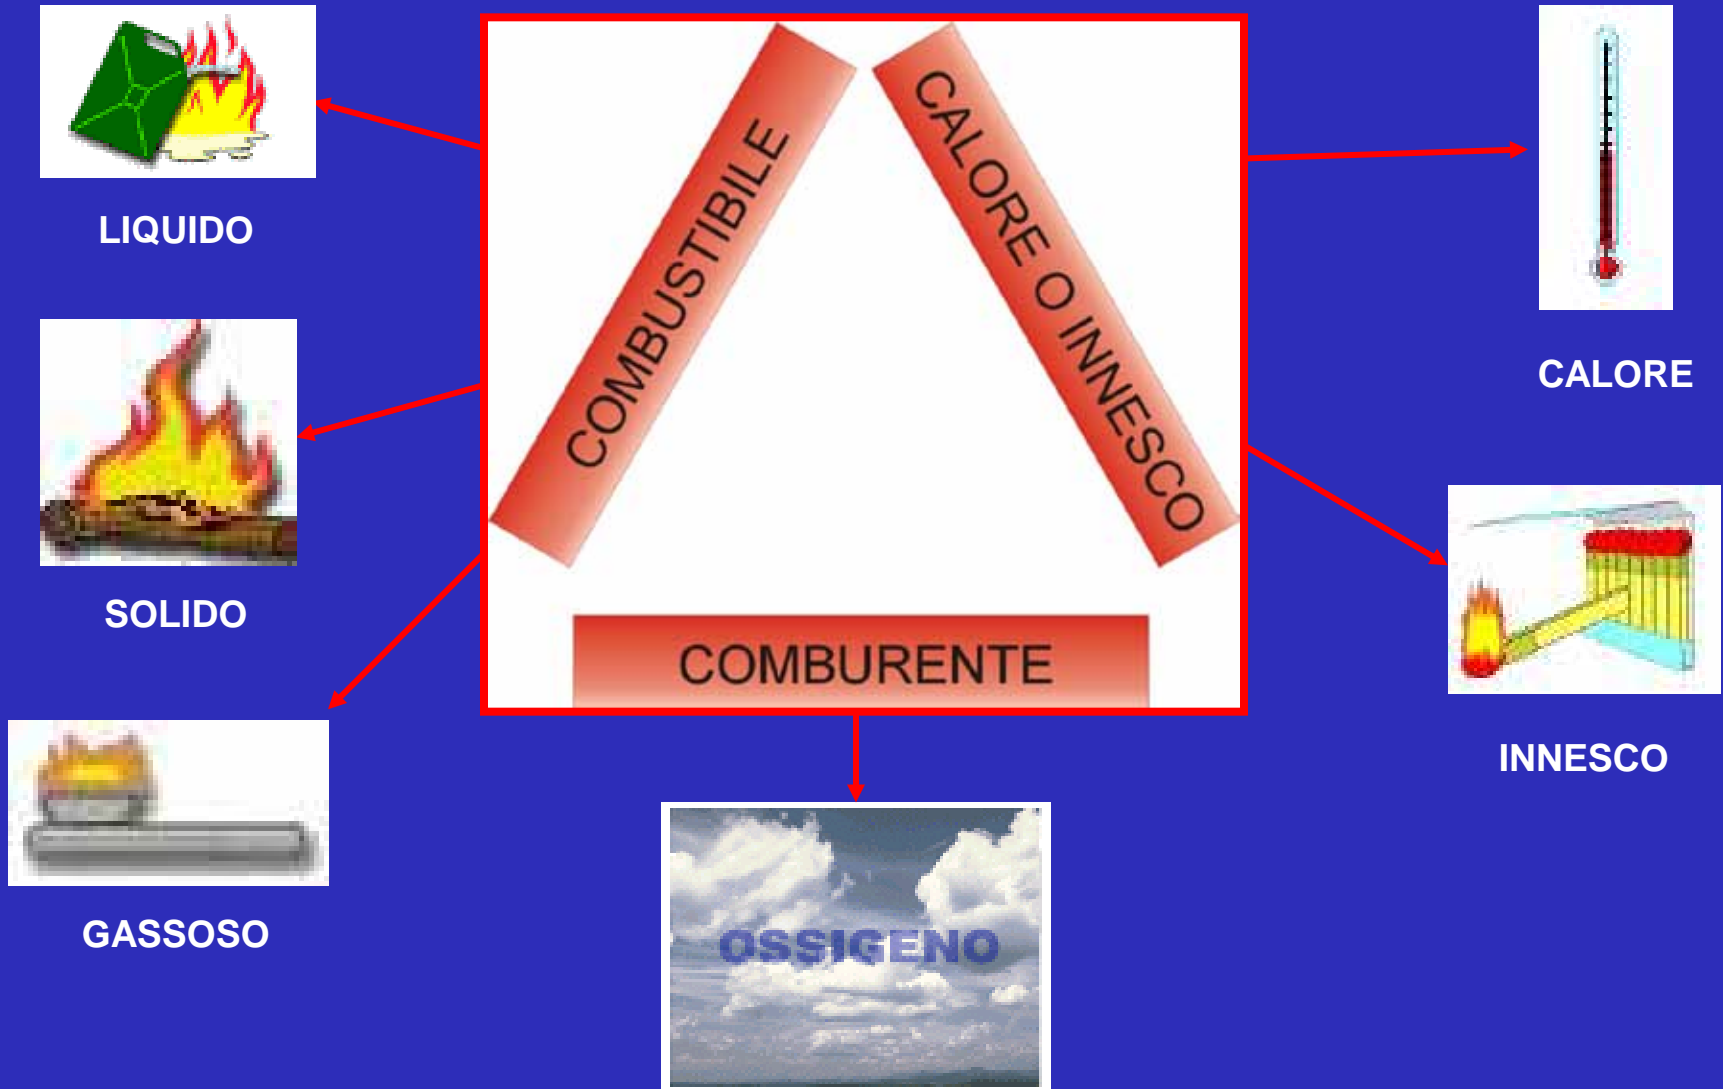 LIQUIDO
SOLIDO
GASSOSO
COMBUSTIBILE
CALORE O INNESCO
COMBURENTE
OSSIGENO
CALORE
INNESCO